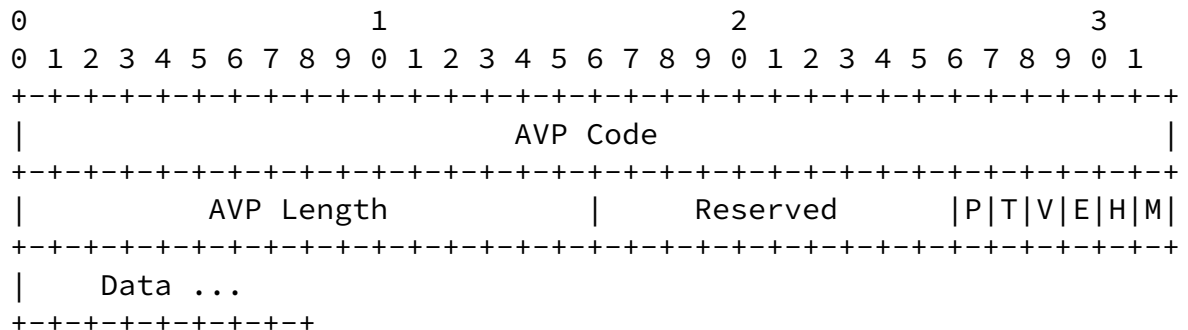 0                   1                   2                   3
0 1 2 3 4 5 6 7 8 9 0 1 2 3 4 5 6 7 8 9 0 1 2 3 4 5 6 7 8 9 0 1
+-+-+-+-+-+-+-+-+-+-+-+-+-+-+-+-+-+-+-+-+-+-+-+-+-+-+-+-+-+-+-+-+
|                           AVP Code                            |
+-+-+-+-+-+-+-+-+-+-+-+-+-+-+-+-+-+-+-+-+-+-+-+-+-+-+-+-+-+-+-+-+
|          AVP Length           |     Reserved      |P|T|V|E|H|M|
+-+-+-+-+-+-+-+-+-+-+-+-+-+-+-+-+-+-+-+-+-+-+-+-+-+-+-+-+-+-+-+-+
|    Data ...
+-+-+-+-+-+-+-+-+